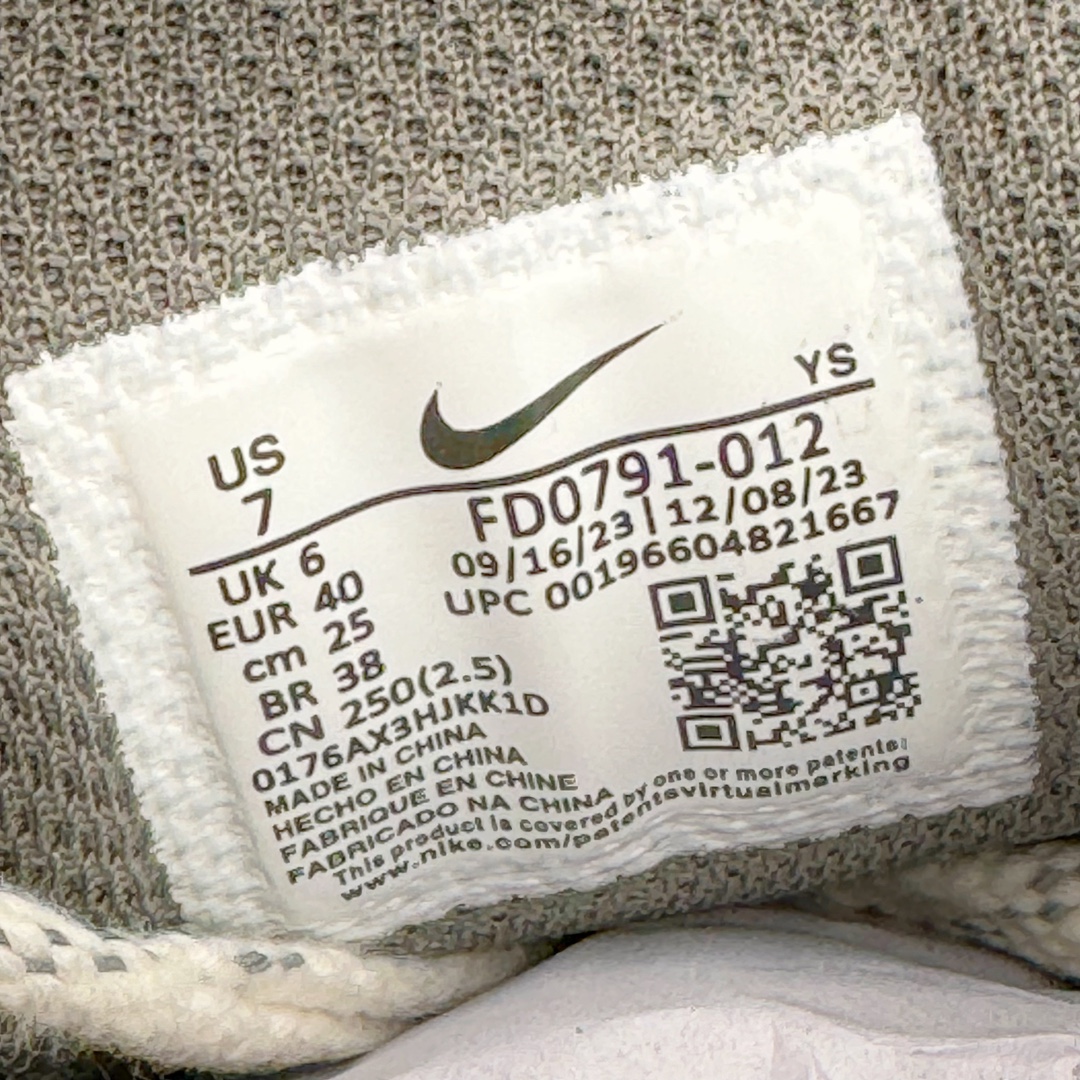 US
7
YS
UK 6
EUR 40
cm 25
BR 38
CN 250(2.5)
0176AX3HJKK1D
MADE IN CHINA
HECHO EN CHINA
FABRIQUE EN CHINE
FABRICADO NA CHINA
FD0791-012
09/16/23|12/08/23
UPC 00196604821667
This product is covered by one or more patents:
www.nike.com/patentsvirtualmarking